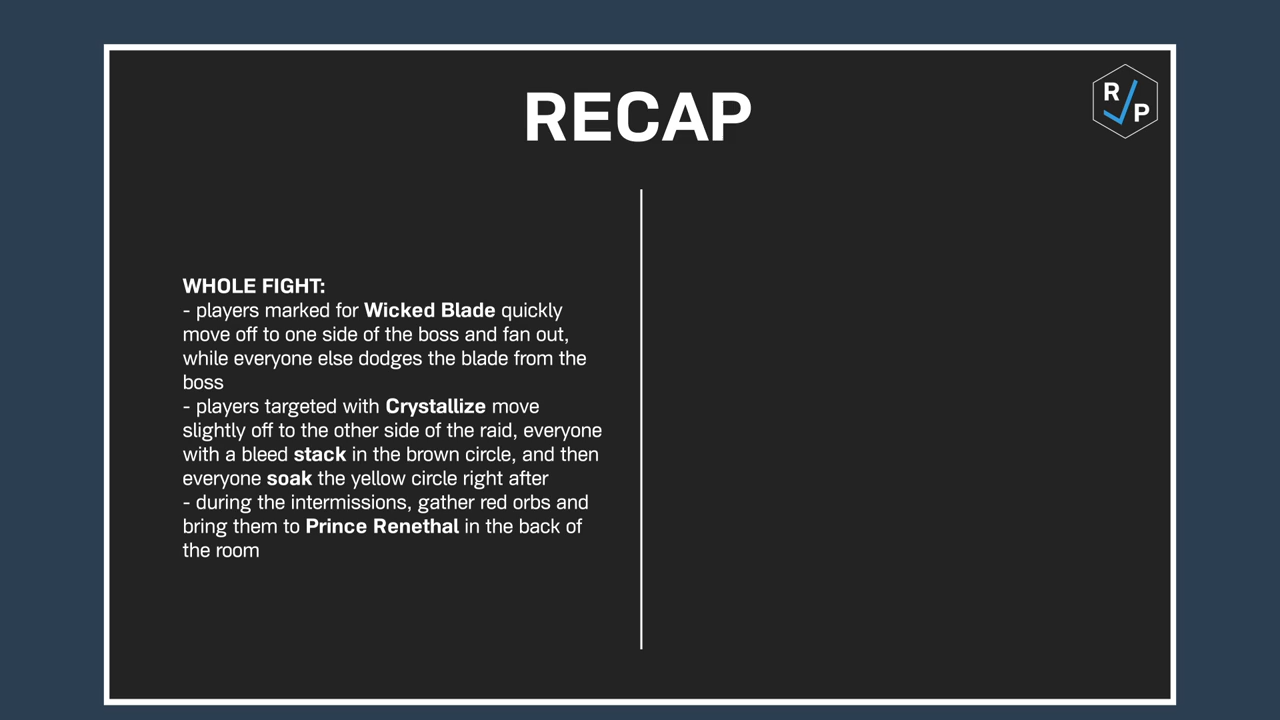 RECAP
R
P
WHOLE FIGHT:
- players marked for Wicked Blade quickly
move off to one side of the boss and fan out,
while everyone else dodges the blade from the
boss
- players targeted with Crystallize move
slightly off to the other side of the raid, everyone
with a bleed stack in the brown circle, and then
everyone soak the yellow circle right after
- during the intermissions, gather red orbs and
bring them to Prince Renethal in the back of
the room